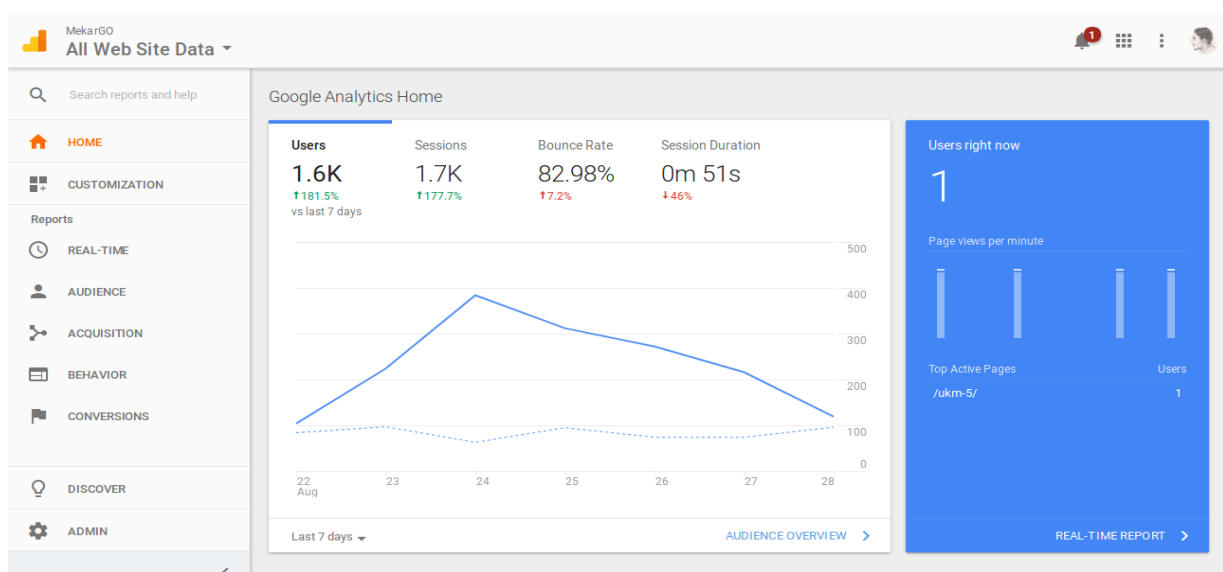 MekarGO
All Web Site Data
1
Search reports and help
HOME
CUSTOMIZATION
Reports
REAL-TIME
AUDIENCE
ACQUISITION
BEHAVIOR
CONVERSIONS
DISCOVER
ADMIN
Google Analytics Home
Users Sessions Bounce Rate Session Duration
1.6K 1.7K 82.98% 0m 51s
↑181.5% ↑177.7% ↑7.2% ↓46%
vs last 7 days
500
400
300
200
100
0
22 23 24 25 26 27 28
Aug
Last 7 days
AUDIENCE OVERVIEW
Users right now
1
Page views per minute
Top Active Pages Users
/ukm-5/ 1
REAL-TIME REPORT